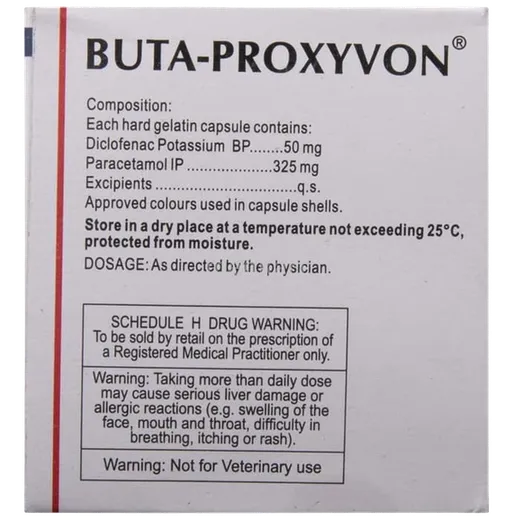 BUTA-PROXYVON®
Composition:
Each hard gelatin capsule contains:
Diclofenac Potassium BP........50 mg
Paracetamol IP ....................325 mg
Excipients .................................q.s.
Approved colours used in capsule shells.
Store in a dry place at a temperature not exceeding 25°C,
protected from moisture.
DOSAGE: As directed by the physician.
SCHEDULE H DRUG WARNING:
To be sold by retail on the prescription of
a Registered Medical Practitioner only.
Warning: Taking more than daily dose
may cause serious liver damage or
allergic reactions (e.g. swelling of the
face, mouth and throat, difficulty in
breathing, itching or rash).
Warning: Not for Veterinary use